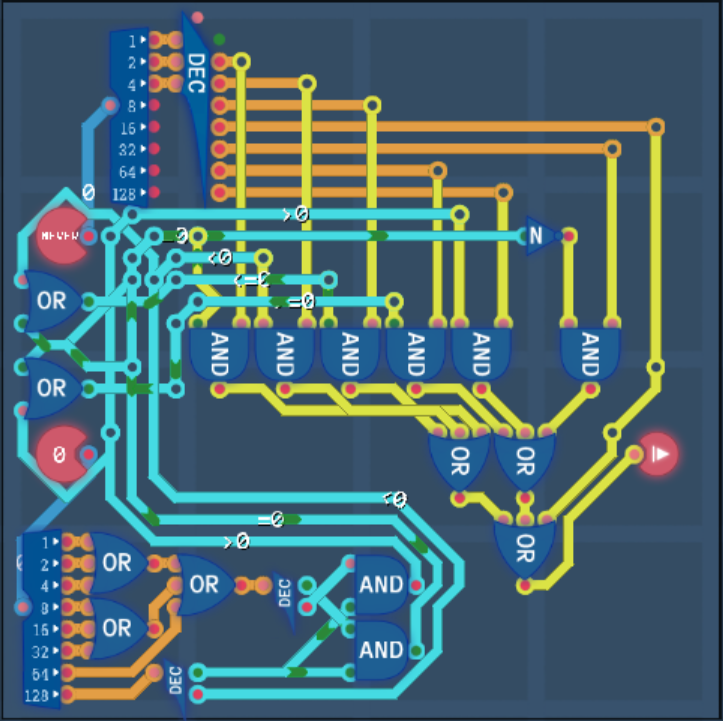 1
2
4
8
16
32
64
128
DEC
0
NEVER
>0
=0
N
<0
<=0
=0
OR
OR
AND
AND
AND
AND
AND
AND
0
OR
OR
OR
<0
=0
>0
1
2
4
8
16
32
64
128
OR
OR
OR
DEC
DEC
AND
AND